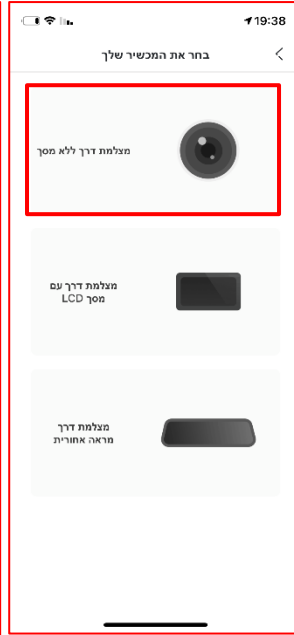 19:38
בחר את המכשיר שלך
מצלמת דרך ללא מסך
מצלמת דרך עם
מסך LCD
מצלמת דרך
מראה אחורית